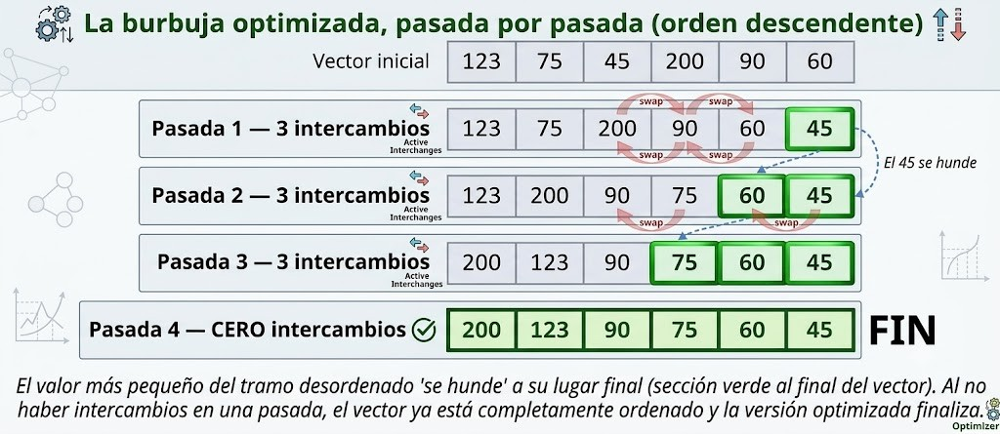 La burbuja optimizada, pasada por pasada (orden descendente)
Vector inicial 123 75 45 200 90 60
swap swap
Pasada 1 — 3 intercambios 123 75 200 90 60 45
Active
Interchanges
swap swap
El 45 se hunde
Pasada 2 — 3 intercambios 123 200 90 75 60 45
Active
Interchanges
swap swap
Pasada 3 — 3 intercambios 200 123 90 75 60 45
Active
Interchanges
Pasada 4 — CERO intercambios 200 123 90 75 60 45 FIN
El valor más pequeño del tramo desordenado 'se hunde' a su lugar final (sección verde al final del vector). Al no
haber intercambios en una pasada, el vector ya está completamente ordenado y la versión optimizada finaliza.
Optimizer